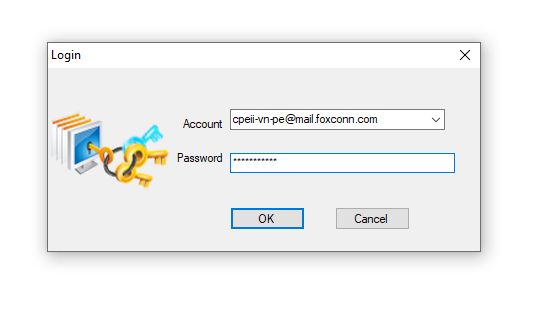 Login
Account cpeii-vn-pe@mail.foxconn.com
Password ***********
OK Cancel